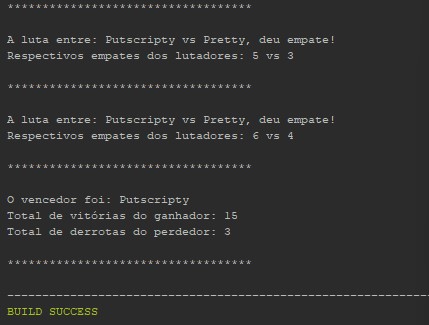 ***********************************
A luta entre: Putscripty vs Pretty, deu empate!
Respectivos empates dos lutadores: 5 vs 3
***********************************
A luta entre: Putscripty vs Pretty, deu empate!
Respectivos empates dos lutadores: 6 vs 4
***********************************
O vencedor foi: Putscripty
Total de vitórias do ganhador: 15
Total de derrotas do perdedor: 3
***********************************
------------------------------------------------------------
BUILD SUCCESS